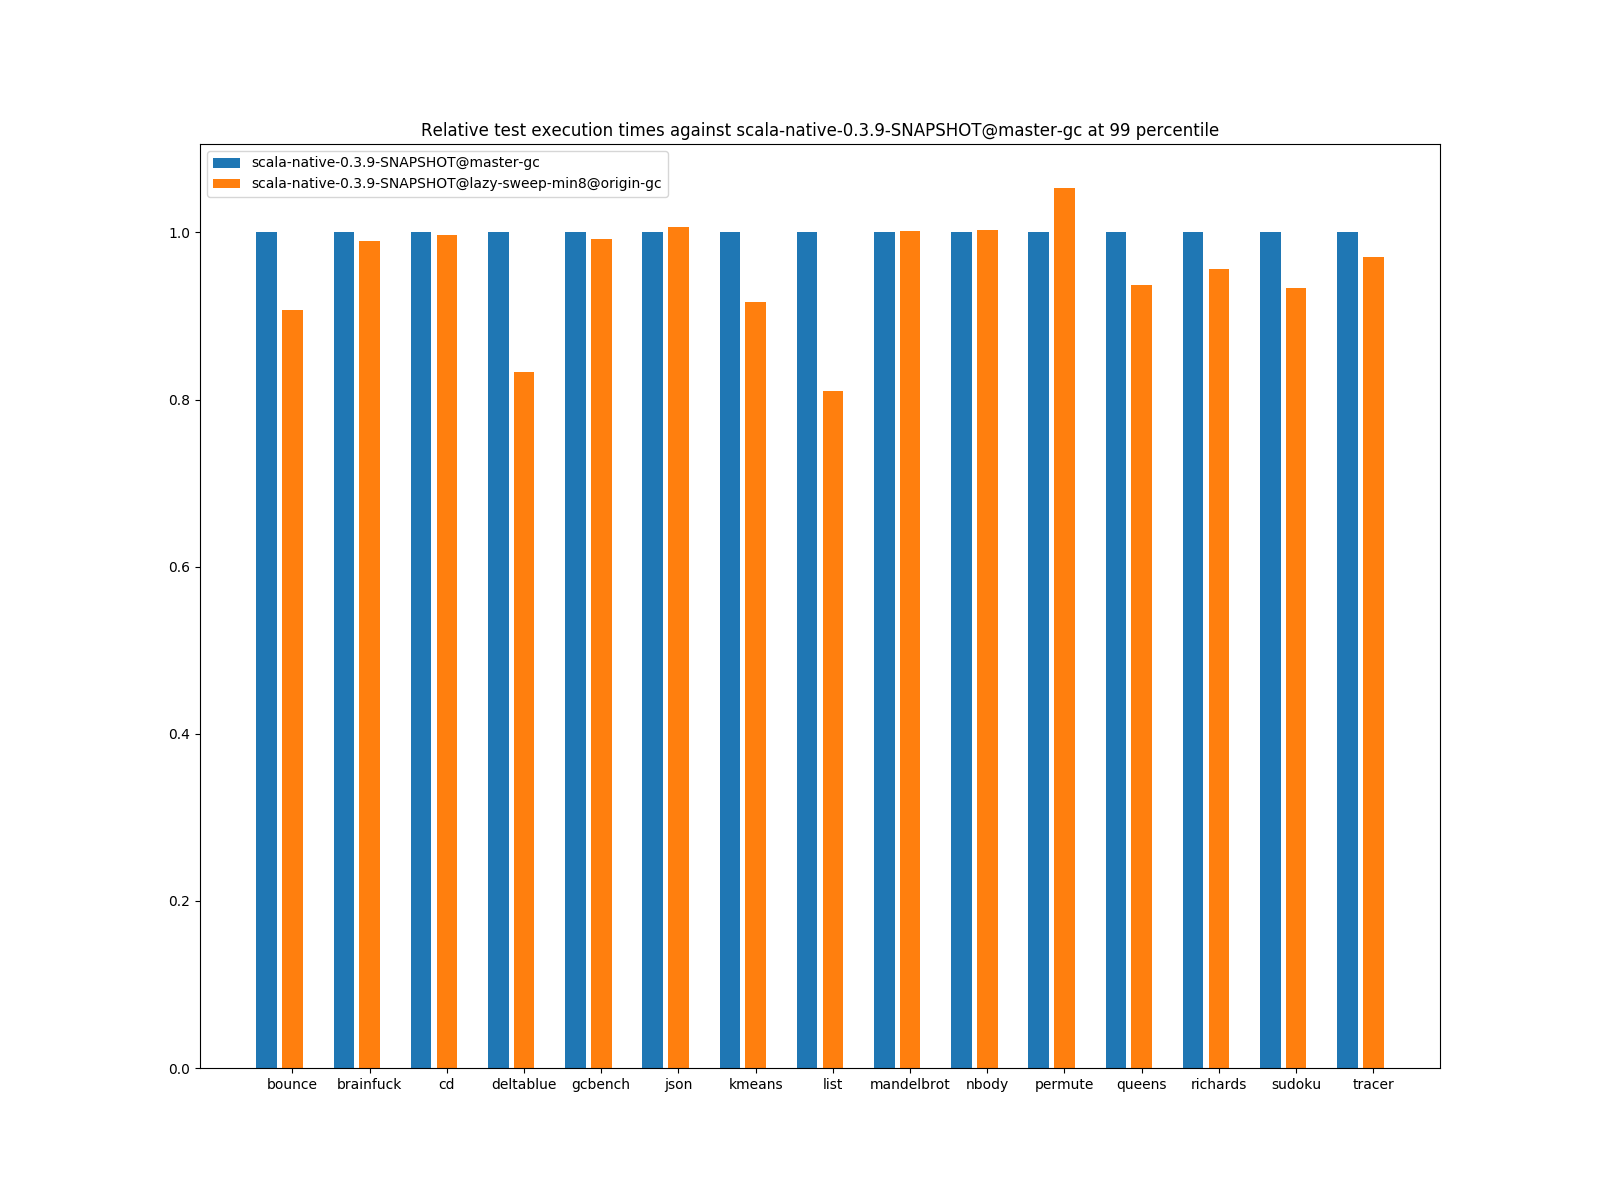 Relative test execution times against scala-native-0.3.9-SNAPSHOT@master-gc at 99 percentile
scala-native-0.3.9-SNAPSHOT@master-gc
scala-native-0.3.9-SNAPSHOT@lazy-sweep-min8@origin-gc
1.0
0.8
0.6
0.4
0.2
0.0
bounce brainfuck cd deltablue gcbench json kmeans list mandelbrot nbody permute queens richards sudoku tracer